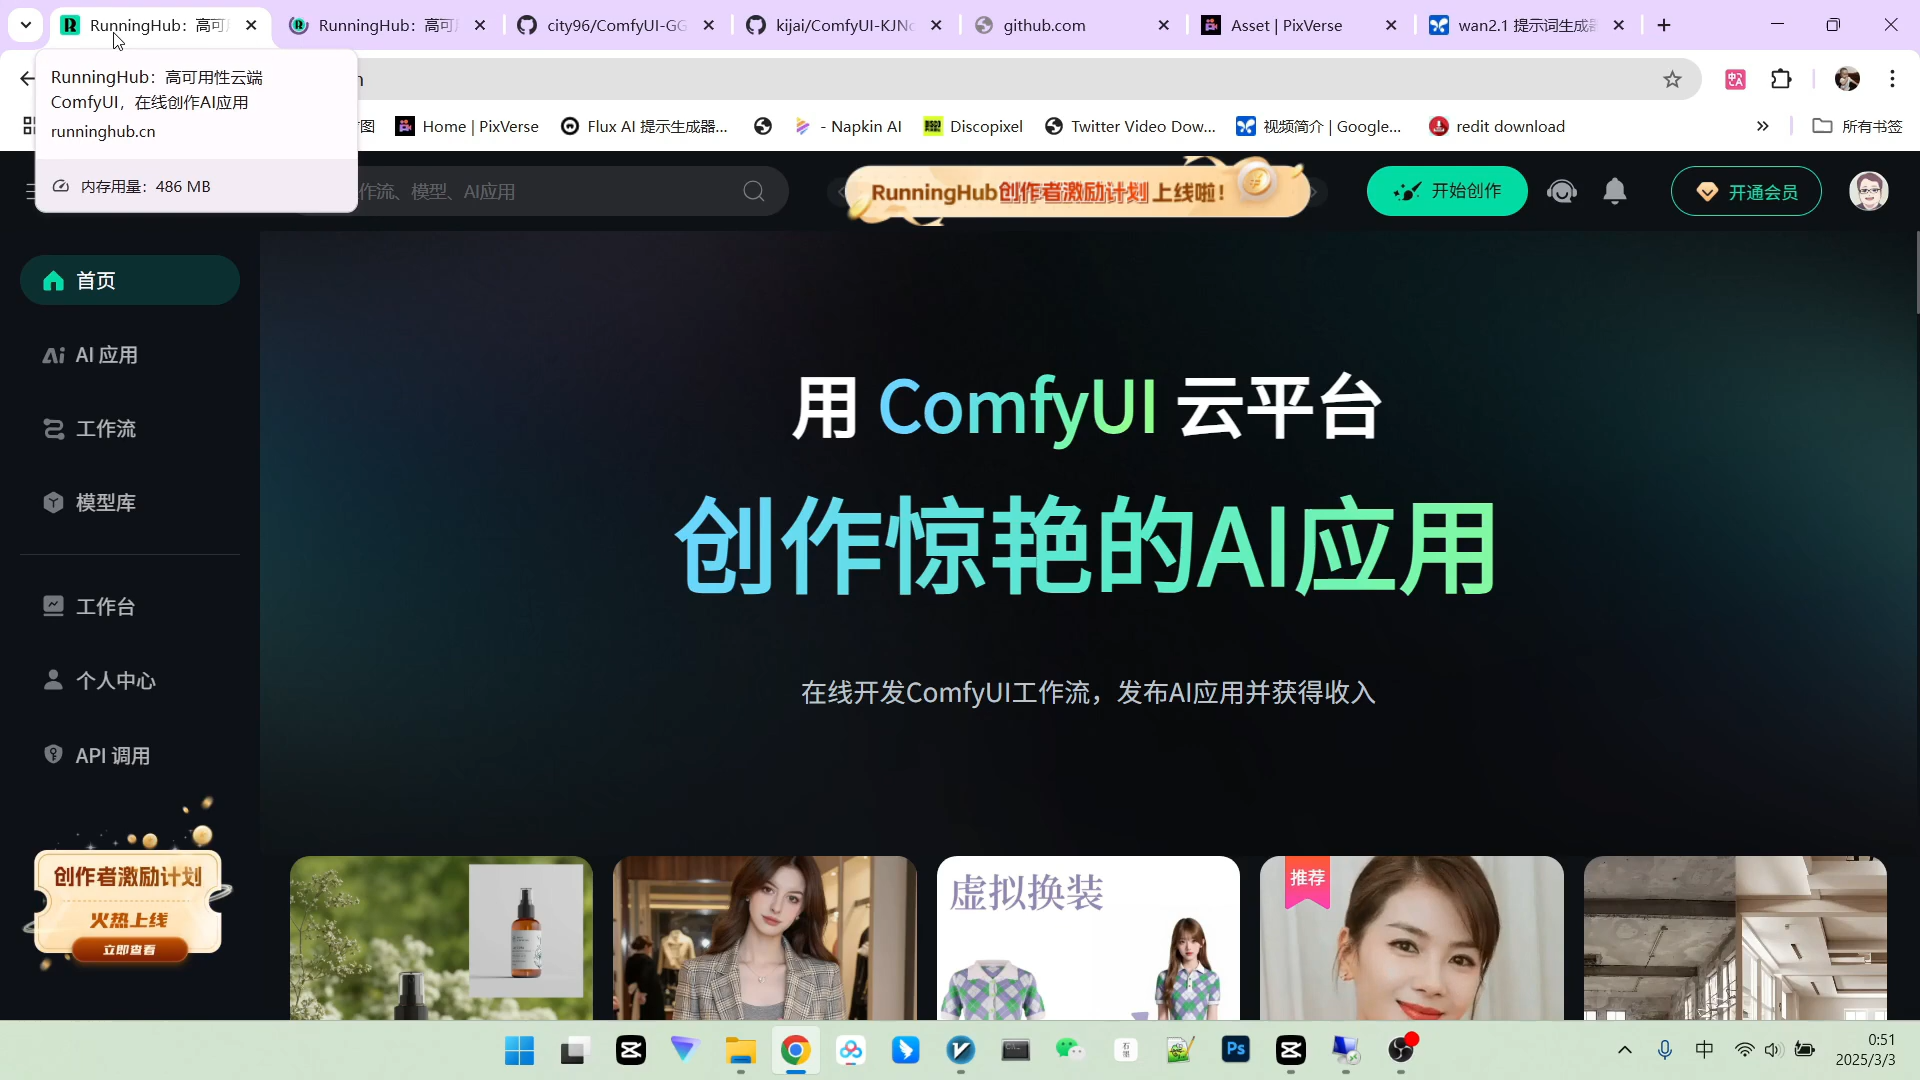 RunningHub：高可
RunningHub：高可
city96/ComfyUI-GG
kijai/ComfyUI-KJN
github.com
Asset | PixVerse
wan2.1 提示词生成器
RunningHub：高可用性云端
ComfyUI，在线创作AI应用
runninghub.cn
内存用量：486 MB
图
Home | PixVerse
Flux AI 提示生成器...
- Napkin AI
Discopixel
Twitter Video Dow...
视频简介 | Google...
redit download
所有书签
作流、模型、AI应用
RunningHub创作者激励计划 上线啦！
开始创作
开通会员
首页
AI 应用
工作流
模型库
工作台
个人中心
API 调用
创作者激励计划
火热上线
立即查看
用 ComfyUI 云平台
创作惊艳的AI应用
在线开发ComfyUI工作流，发布AI应用并获得收入
虚拟换装
推荐
Ps
中
0:51
2025/3/3